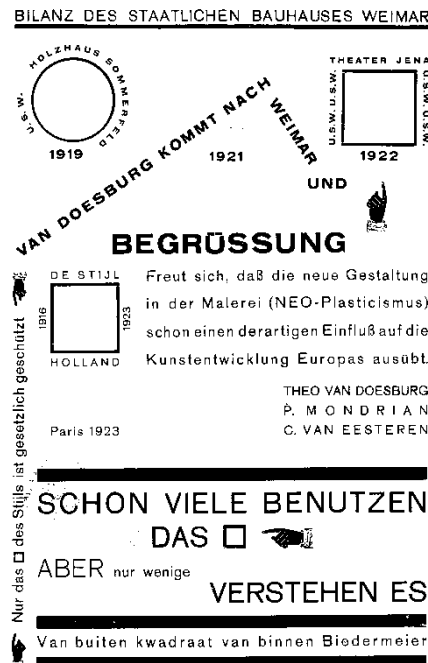 BILANZ DES STAATLICHEN BAUHAUSES WEIMAR
U.S.W. HOLZHAUS SOMMERFELD
1919
VAN DOESBURG KOMMT NACH
WEIMAR
1921
THEATER JENA
U.S.W. U.S.W.
U.S.W. U.S.W.
1922
UND
BEGRÜSSUNG
DE STIJL
1916
1923
HOLLAND
Freut sich, daß die neue Gestaltung
in der Malerei (NEO-Plasticismus)
schon einen derartigen Einfluß auf die
Kunstentwicklung Europas ausübt.
THEO VAN DOESBURG
P. MONDRIAN
C. VAN EESTEREN
Paris 1923
Nur das □ des Stijls ist gesetzlich geschützt
SCHON VIELE BENUTZEN
DAS □
ABER nur wenige
VERSTEHEN ES
Van buiten kwadraat van binnen Biedermeier